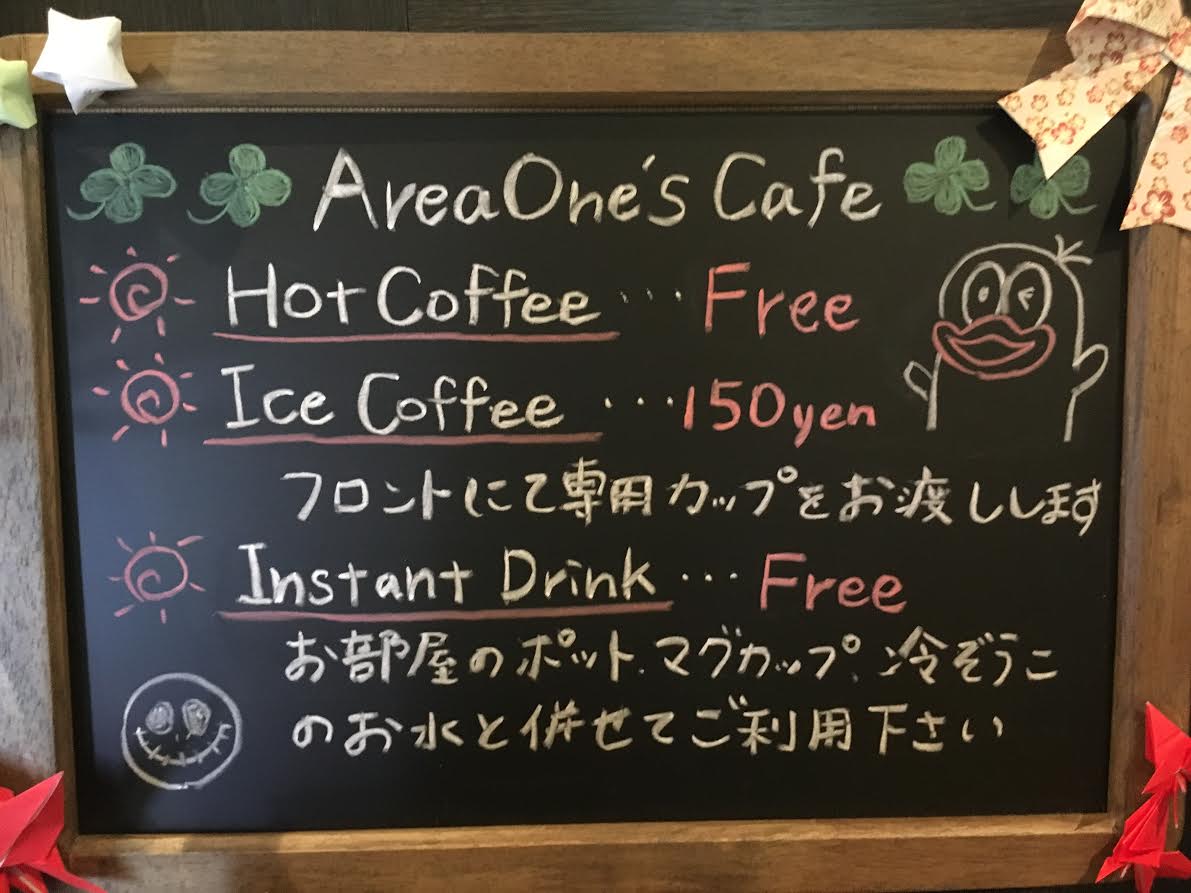 AreaOne's Cafe
Hot Coffee ... Free
Ice Coffee ... 150yen
フロントにて専用カップをお渡しします
Instant Drink ... Free
お部屋のポット、マグカップ、冷ぞうこ
のお水と併せてご利用下さい